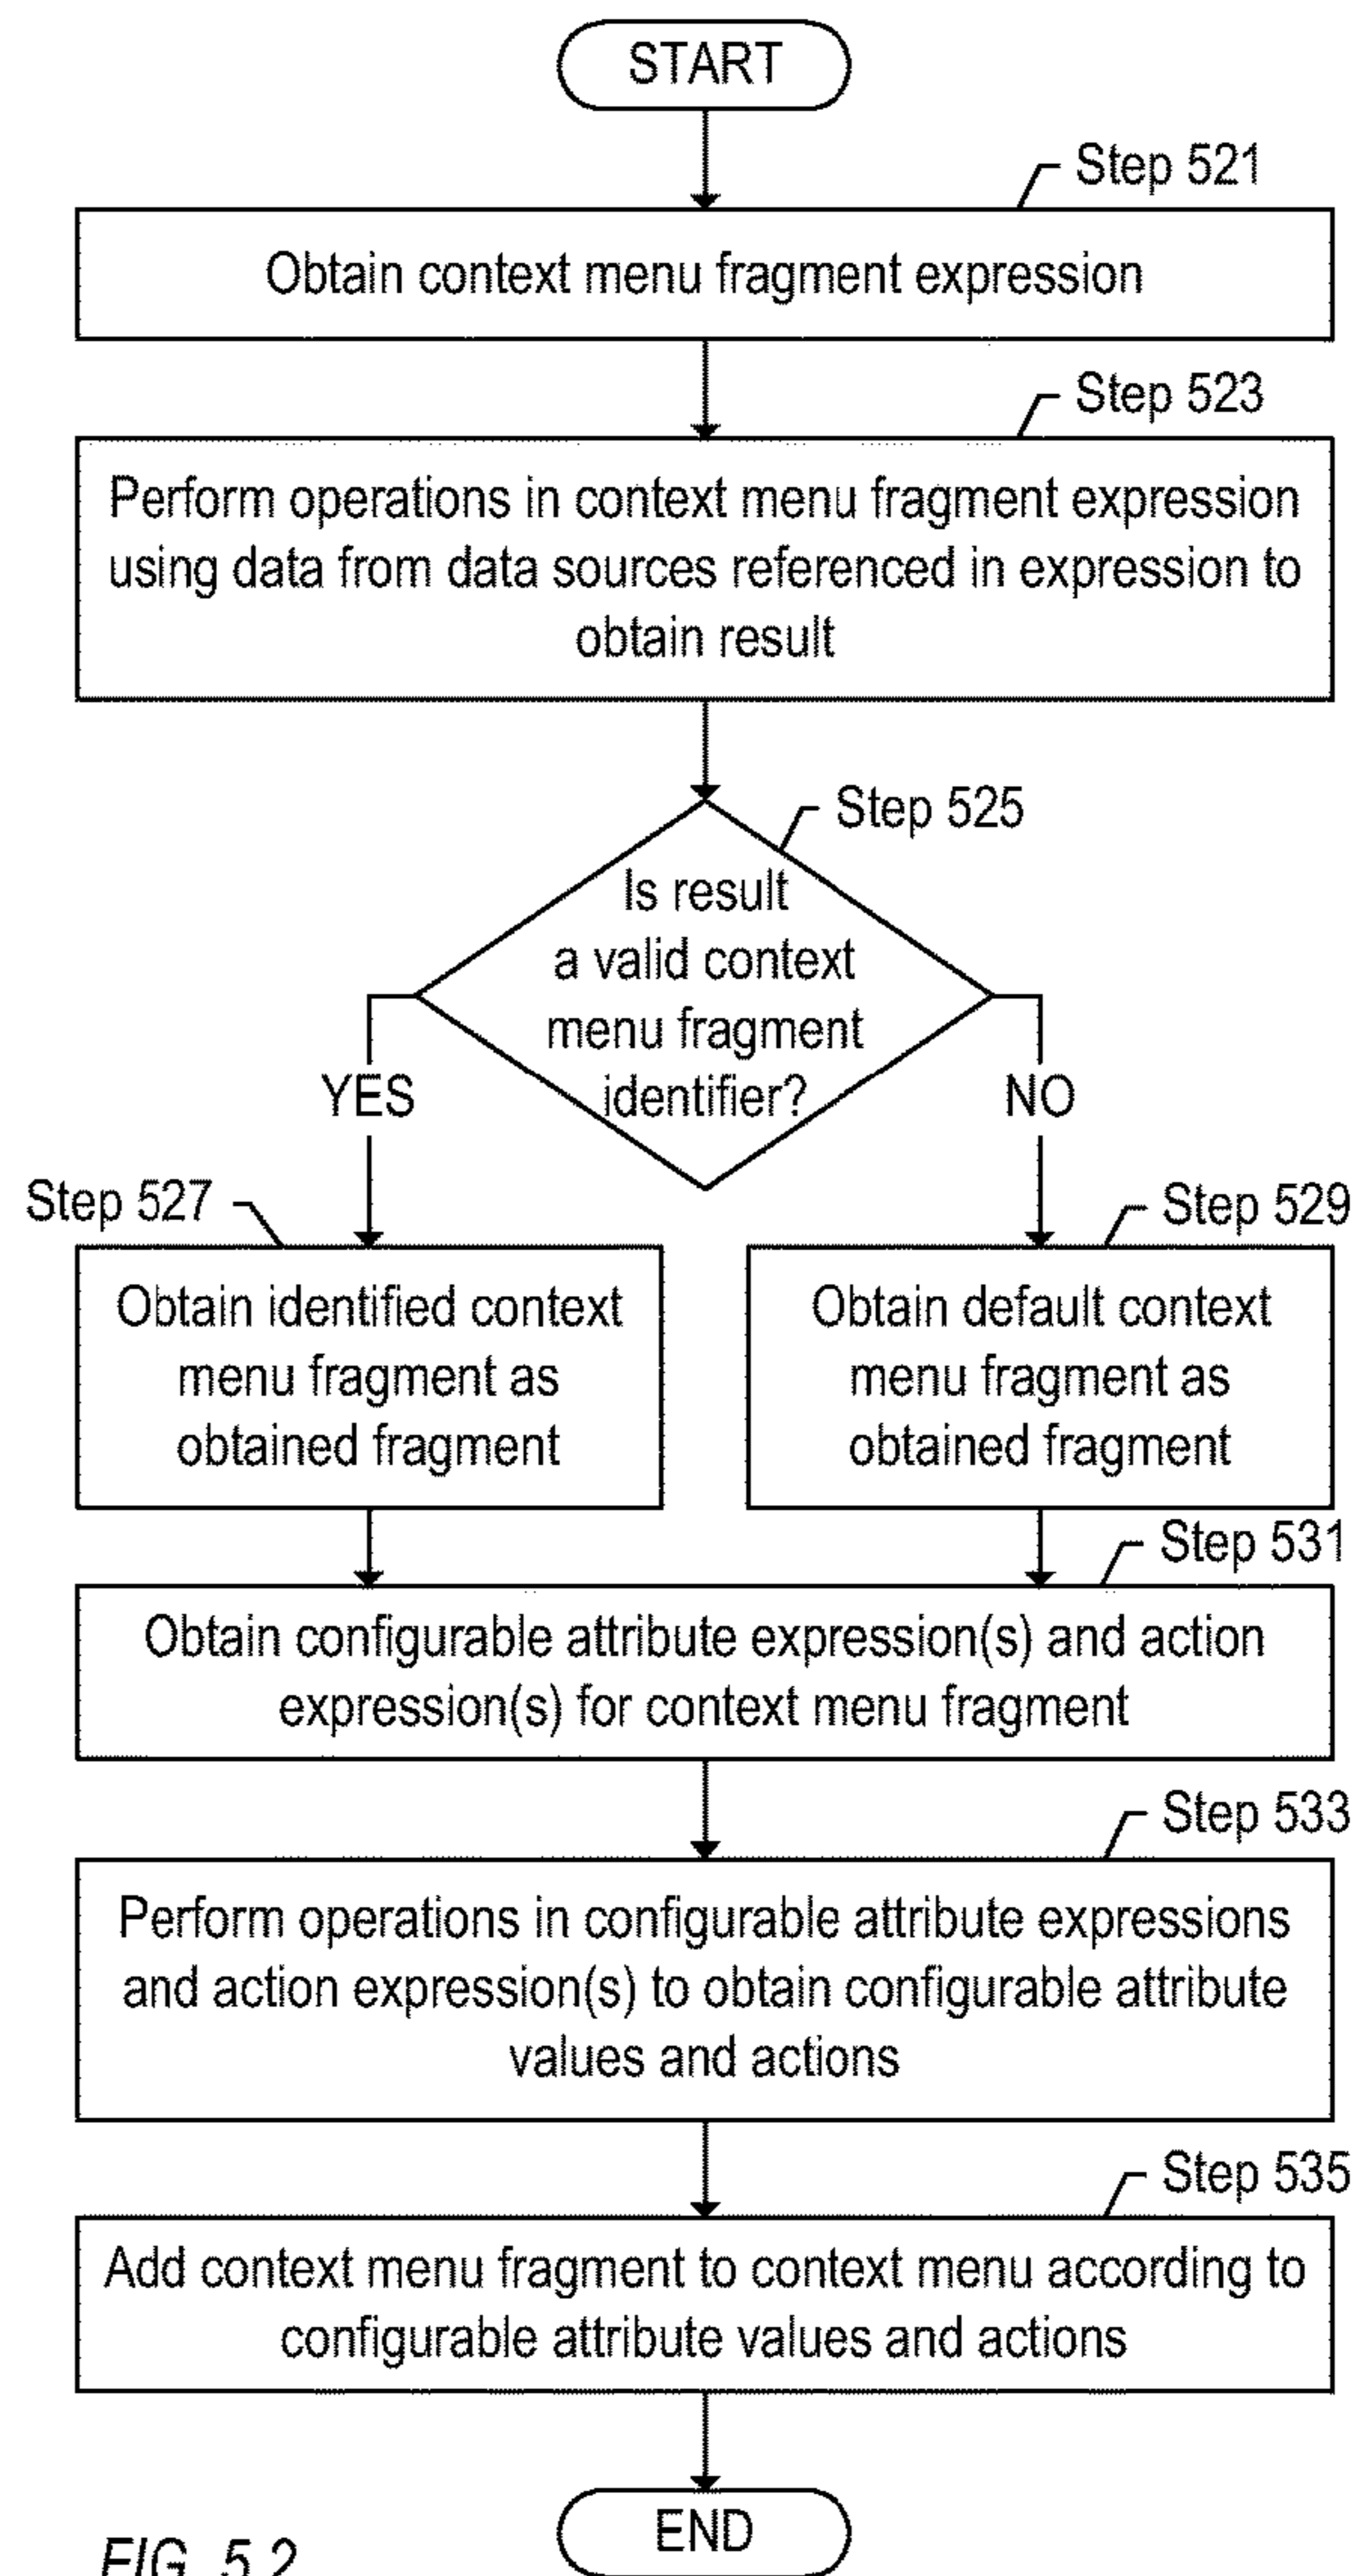 START
Step 521
Obtain context menu fragment expression
Step 523
Perform operations in context menu fragment expression
using data from data sources referenced in expression to
obtain result
Step 525
Is result
a valid context
menu fragment
identifier?
YES
NO
Step 527
Step 529
Obtain identified context
menu fragment as
obtained fragment
Obtain default context
menu fragment as
obtained fragment
Step 531
Obtain configurable attribute expression(s) and action
expression(s) for context menu fragment
Step 533
Perform operations in configurable attribute expressions
and action expression(s) to obtain configurable attribute
values and actions
Step 535
Add context menu fragment to context menu according to
configurable attribute values and actions
END
FIG. 5.2